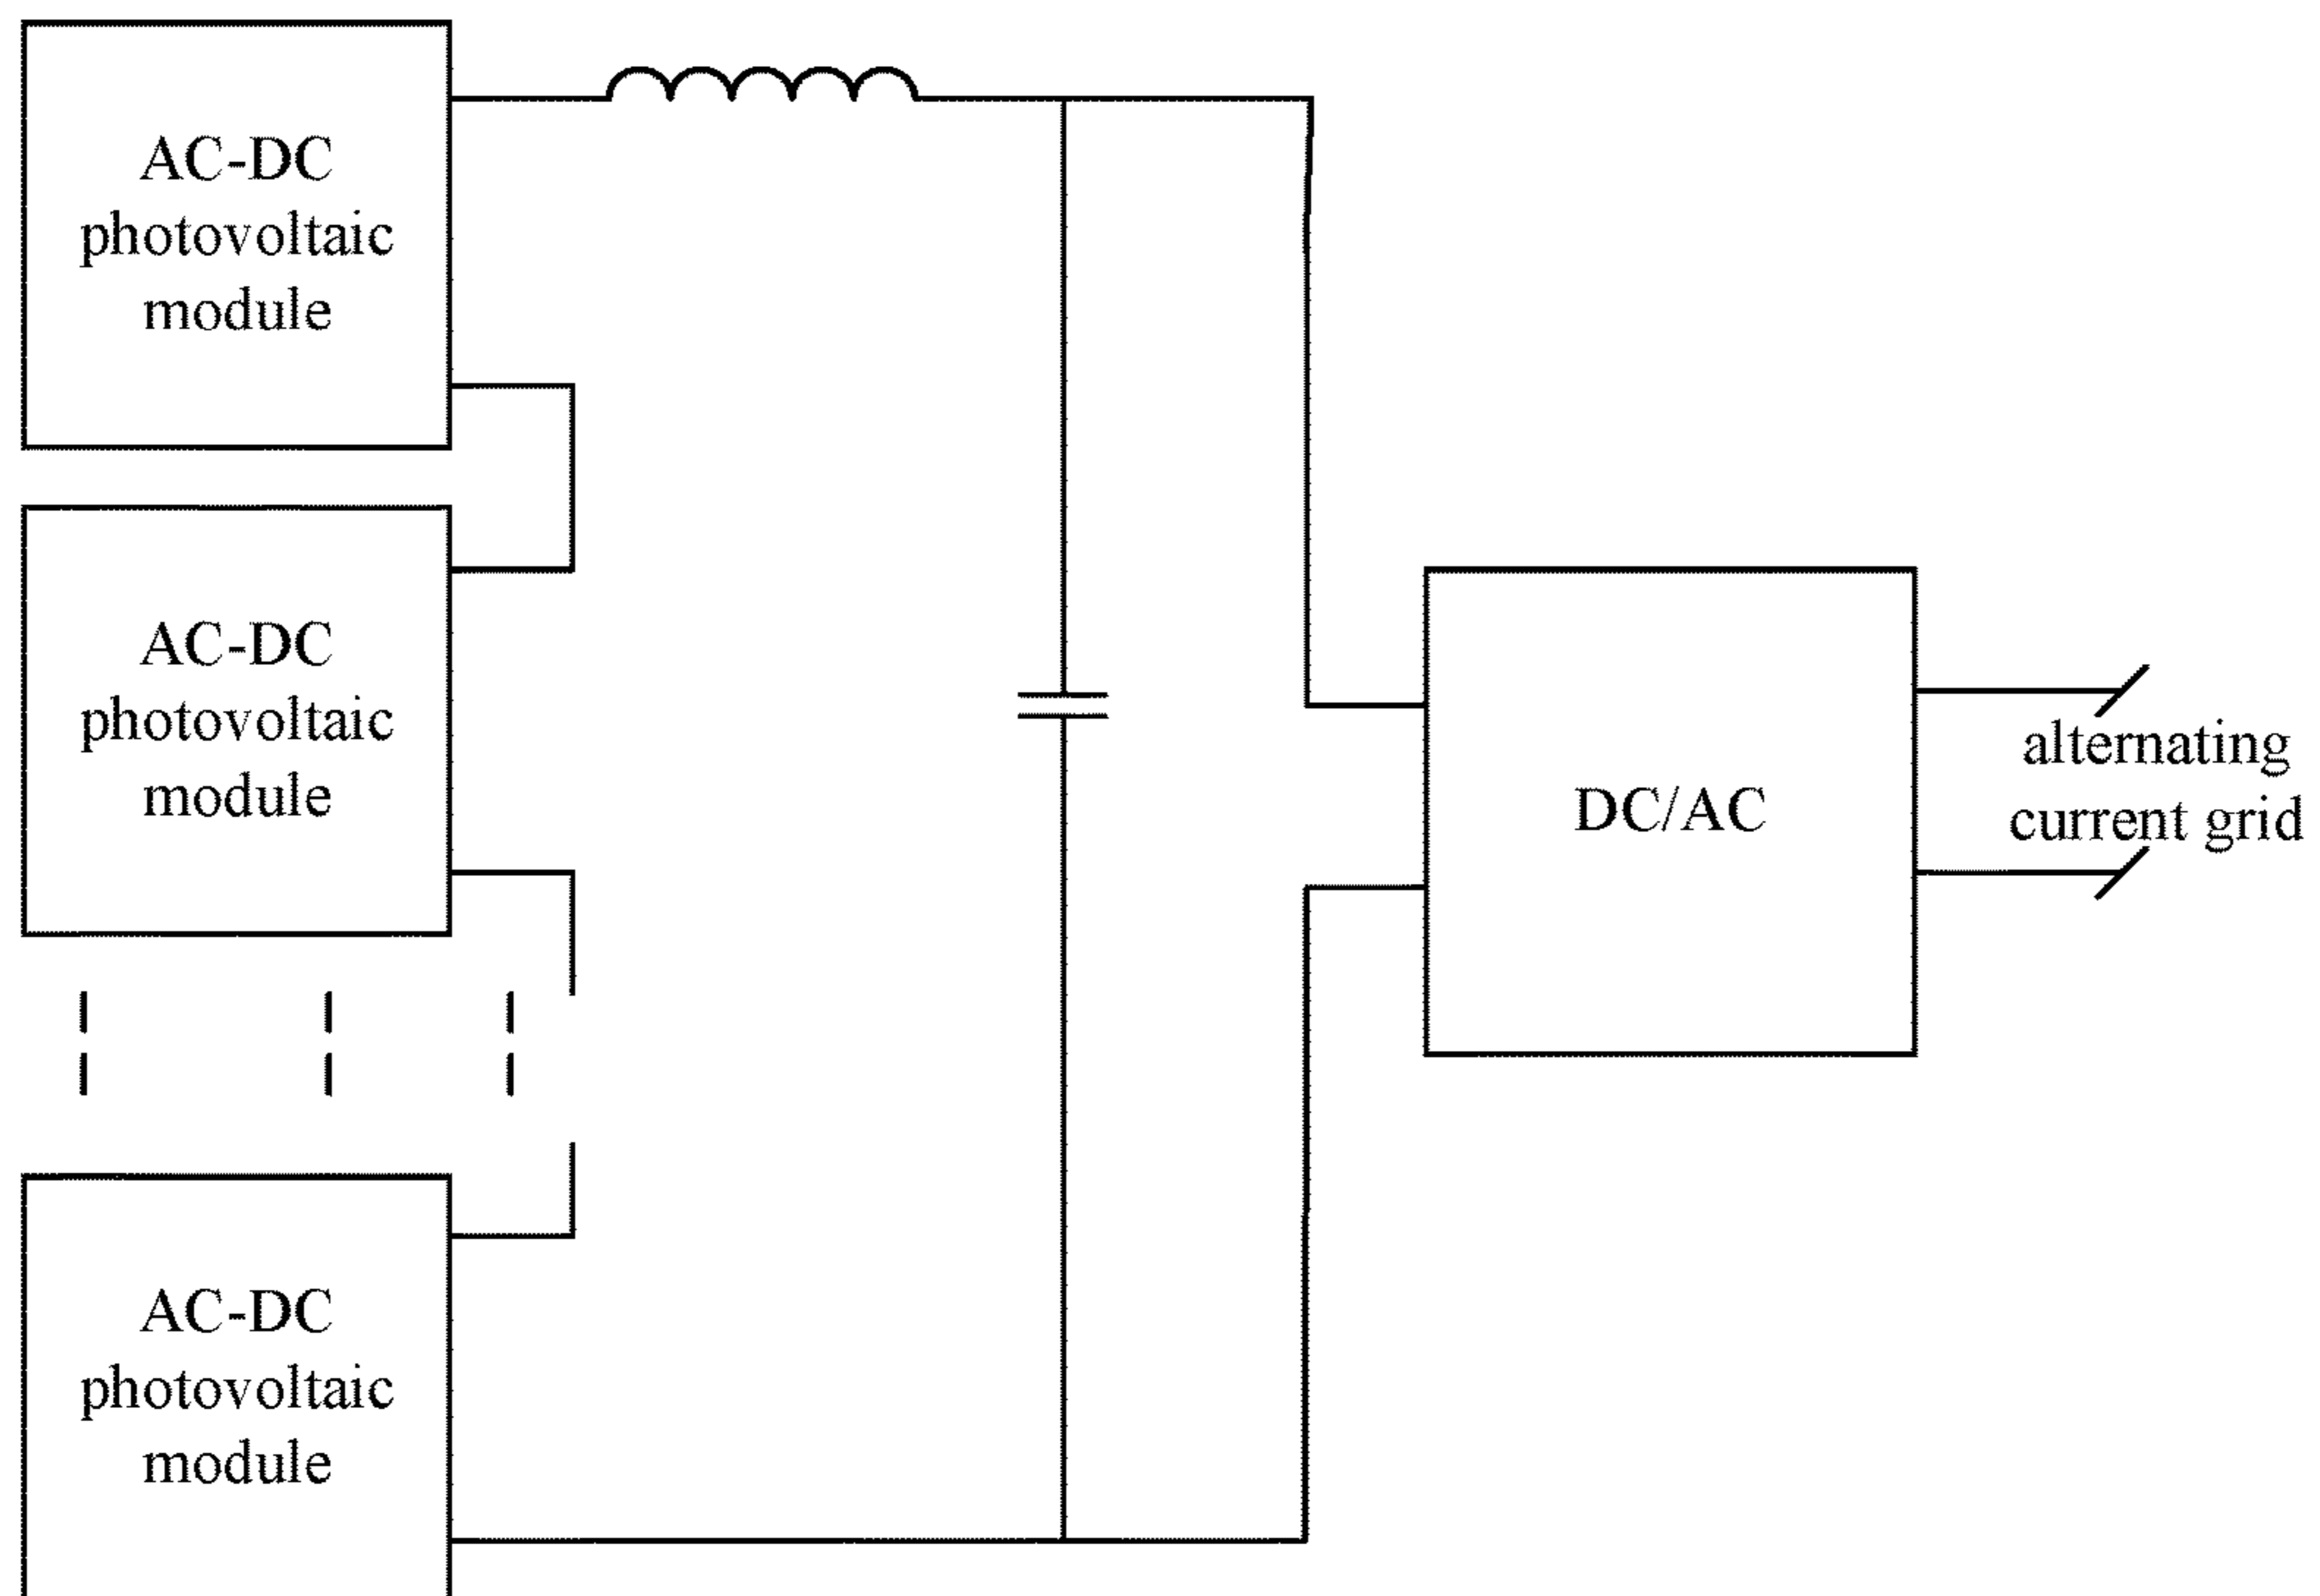 AC-DC
photovoltaic
module
AC-DC
photovoltaic
module
AC-DC
photovoltaic
module
DC/AC
alternating
current grid